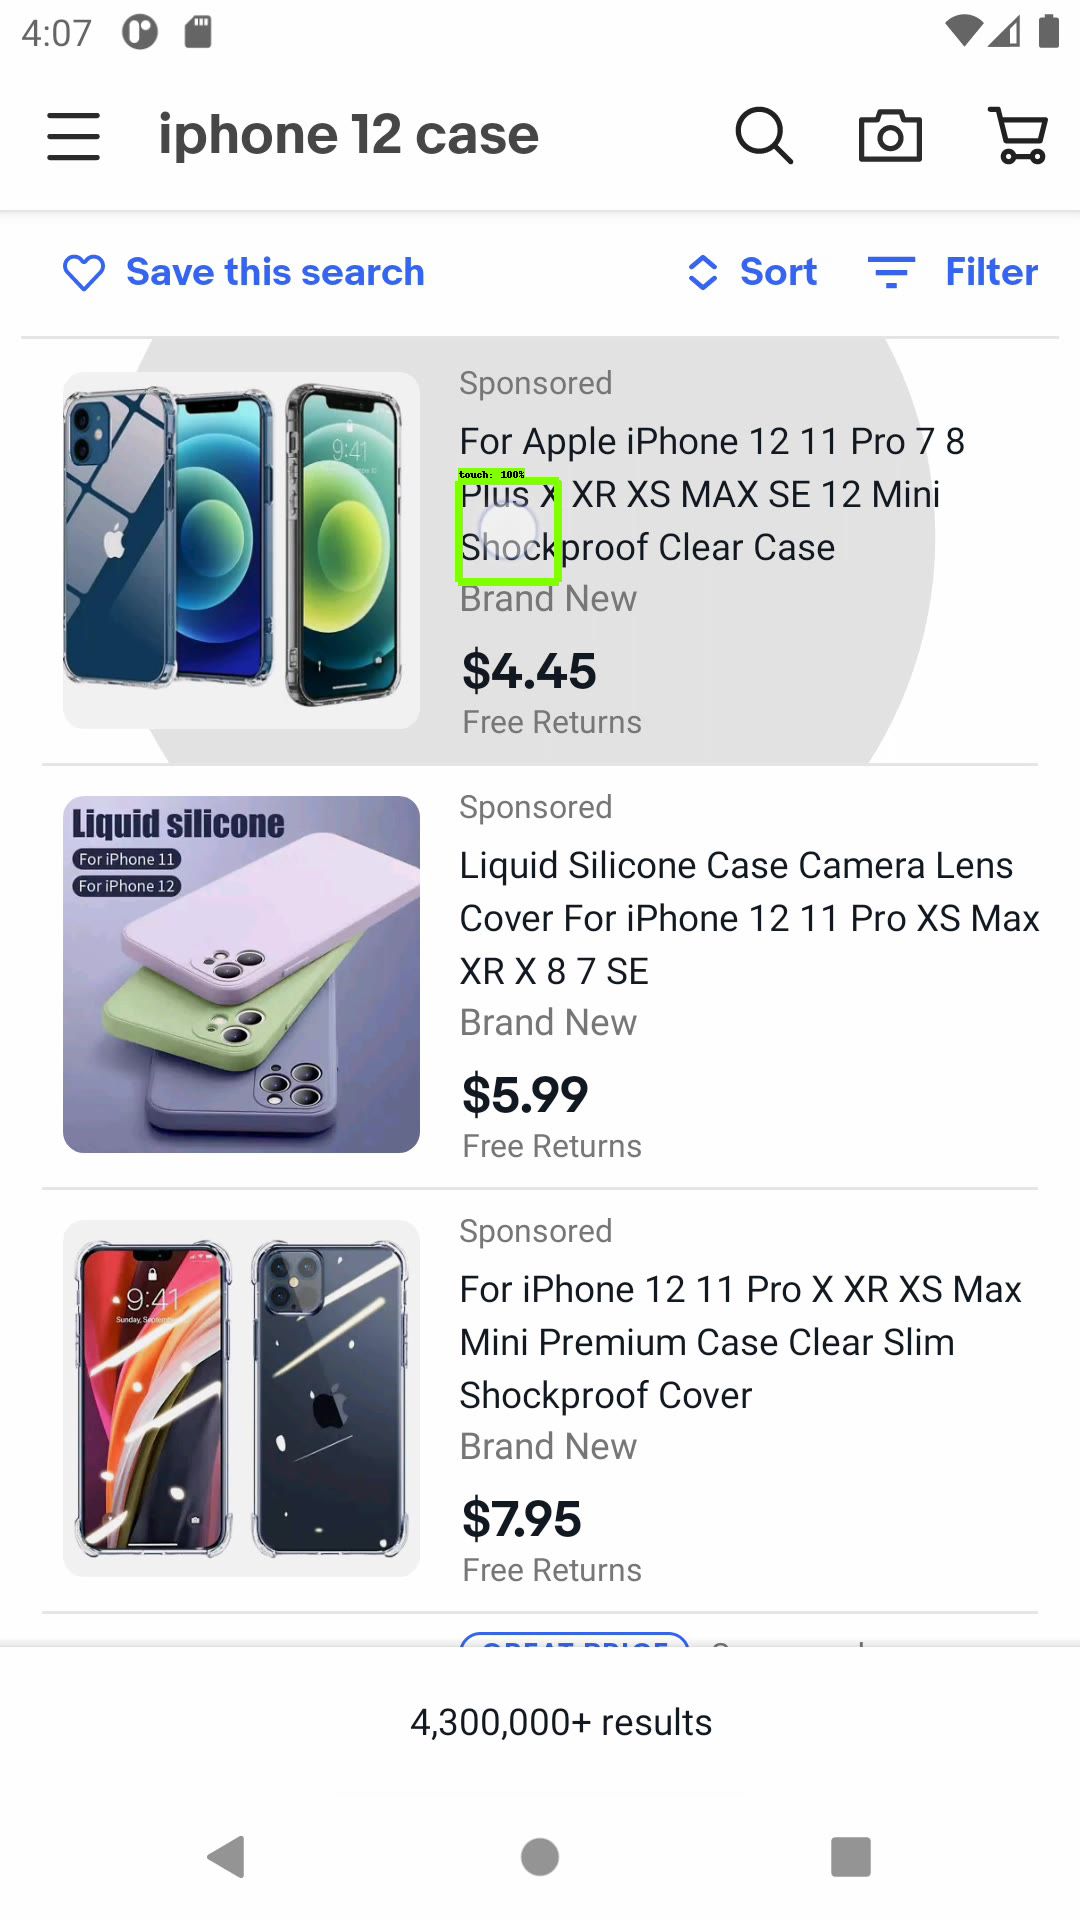 4:07
iphone 12 case
Save this search
Sort
Filter
Sponsored
For Apple iPhone 12 11 Pro 7 8
touch: 100%
Plus X XR XS MAX SE 12 Mini
Shockproof Clear Case
Brand New
$4.45
Free Returns
9:41
Liquid silicone
For iPhone 11
For iPhone 12
Sponsored
Liquid Silicone Case Camera Lens
Cover For iPhone 12 11 Pro XS Max
XR X 8 7 SE
Brand New
$5.99
Free Returns
9:41
Sunday,
Sponsored
For iPhone 12 11 Pro X XR XS Max
Mini Premium Case Clear Slim
Shockproof Cover
Brand New
$7.95
Free Returns
GREAT PRICE
4,300,000+ results